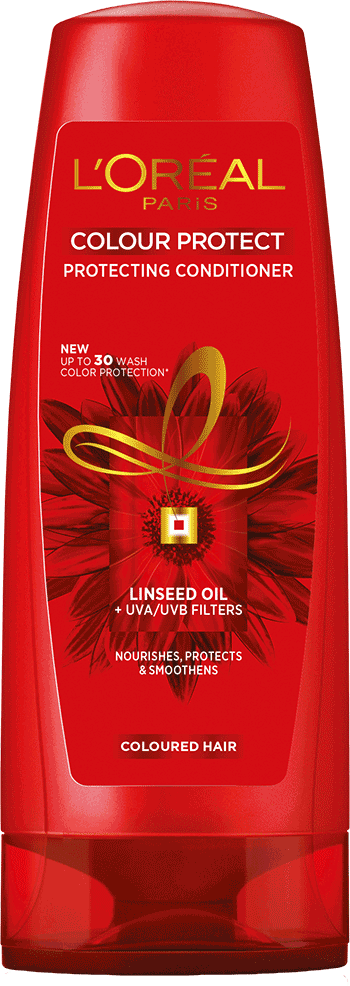 L'ORÉAL
PARIS
COLOUR PROTECT
PROTECTING CONDITIONER
NEW
UP TO 30 WASH
COLOR PROTECTION*
LINSEED OIL
+ UVA/UVB FILTERS
NOURISHES, PROTECTS
& SMOOTHENS
COLOURED HAIR